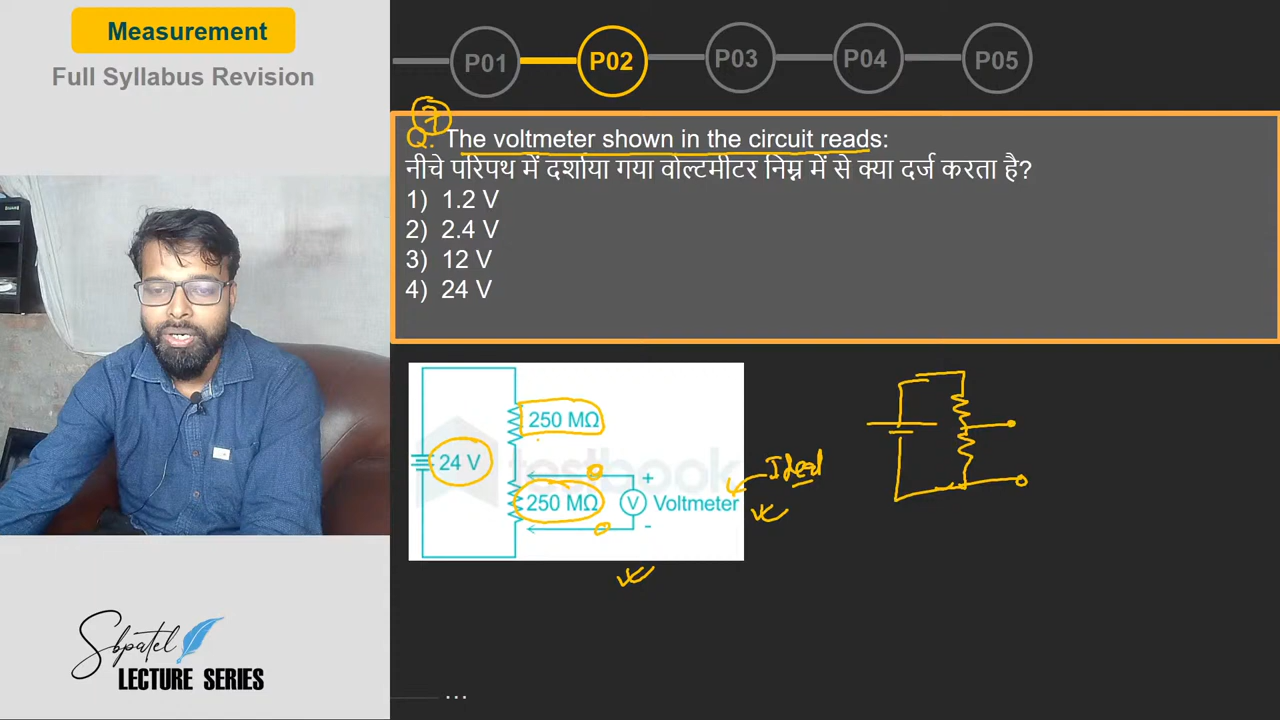 Measurement
Full Syllabus Revision
P01
P02
P03
P04
P05
7
Q. The voltmeter shown in the circuit reads:
नीचे परिपथ में दर्शाया गया वोल्टमीटर निम्न में से क्या दर्ज करता है?
1) 1.2 V
2) 2.4 V
3) 12 V
4) 24 V
250 MΩ
24 V
testbook
+
250 MΩ
V
Voltmeter
-
Ideal
Sbpatel
LECTURE SERIES
...